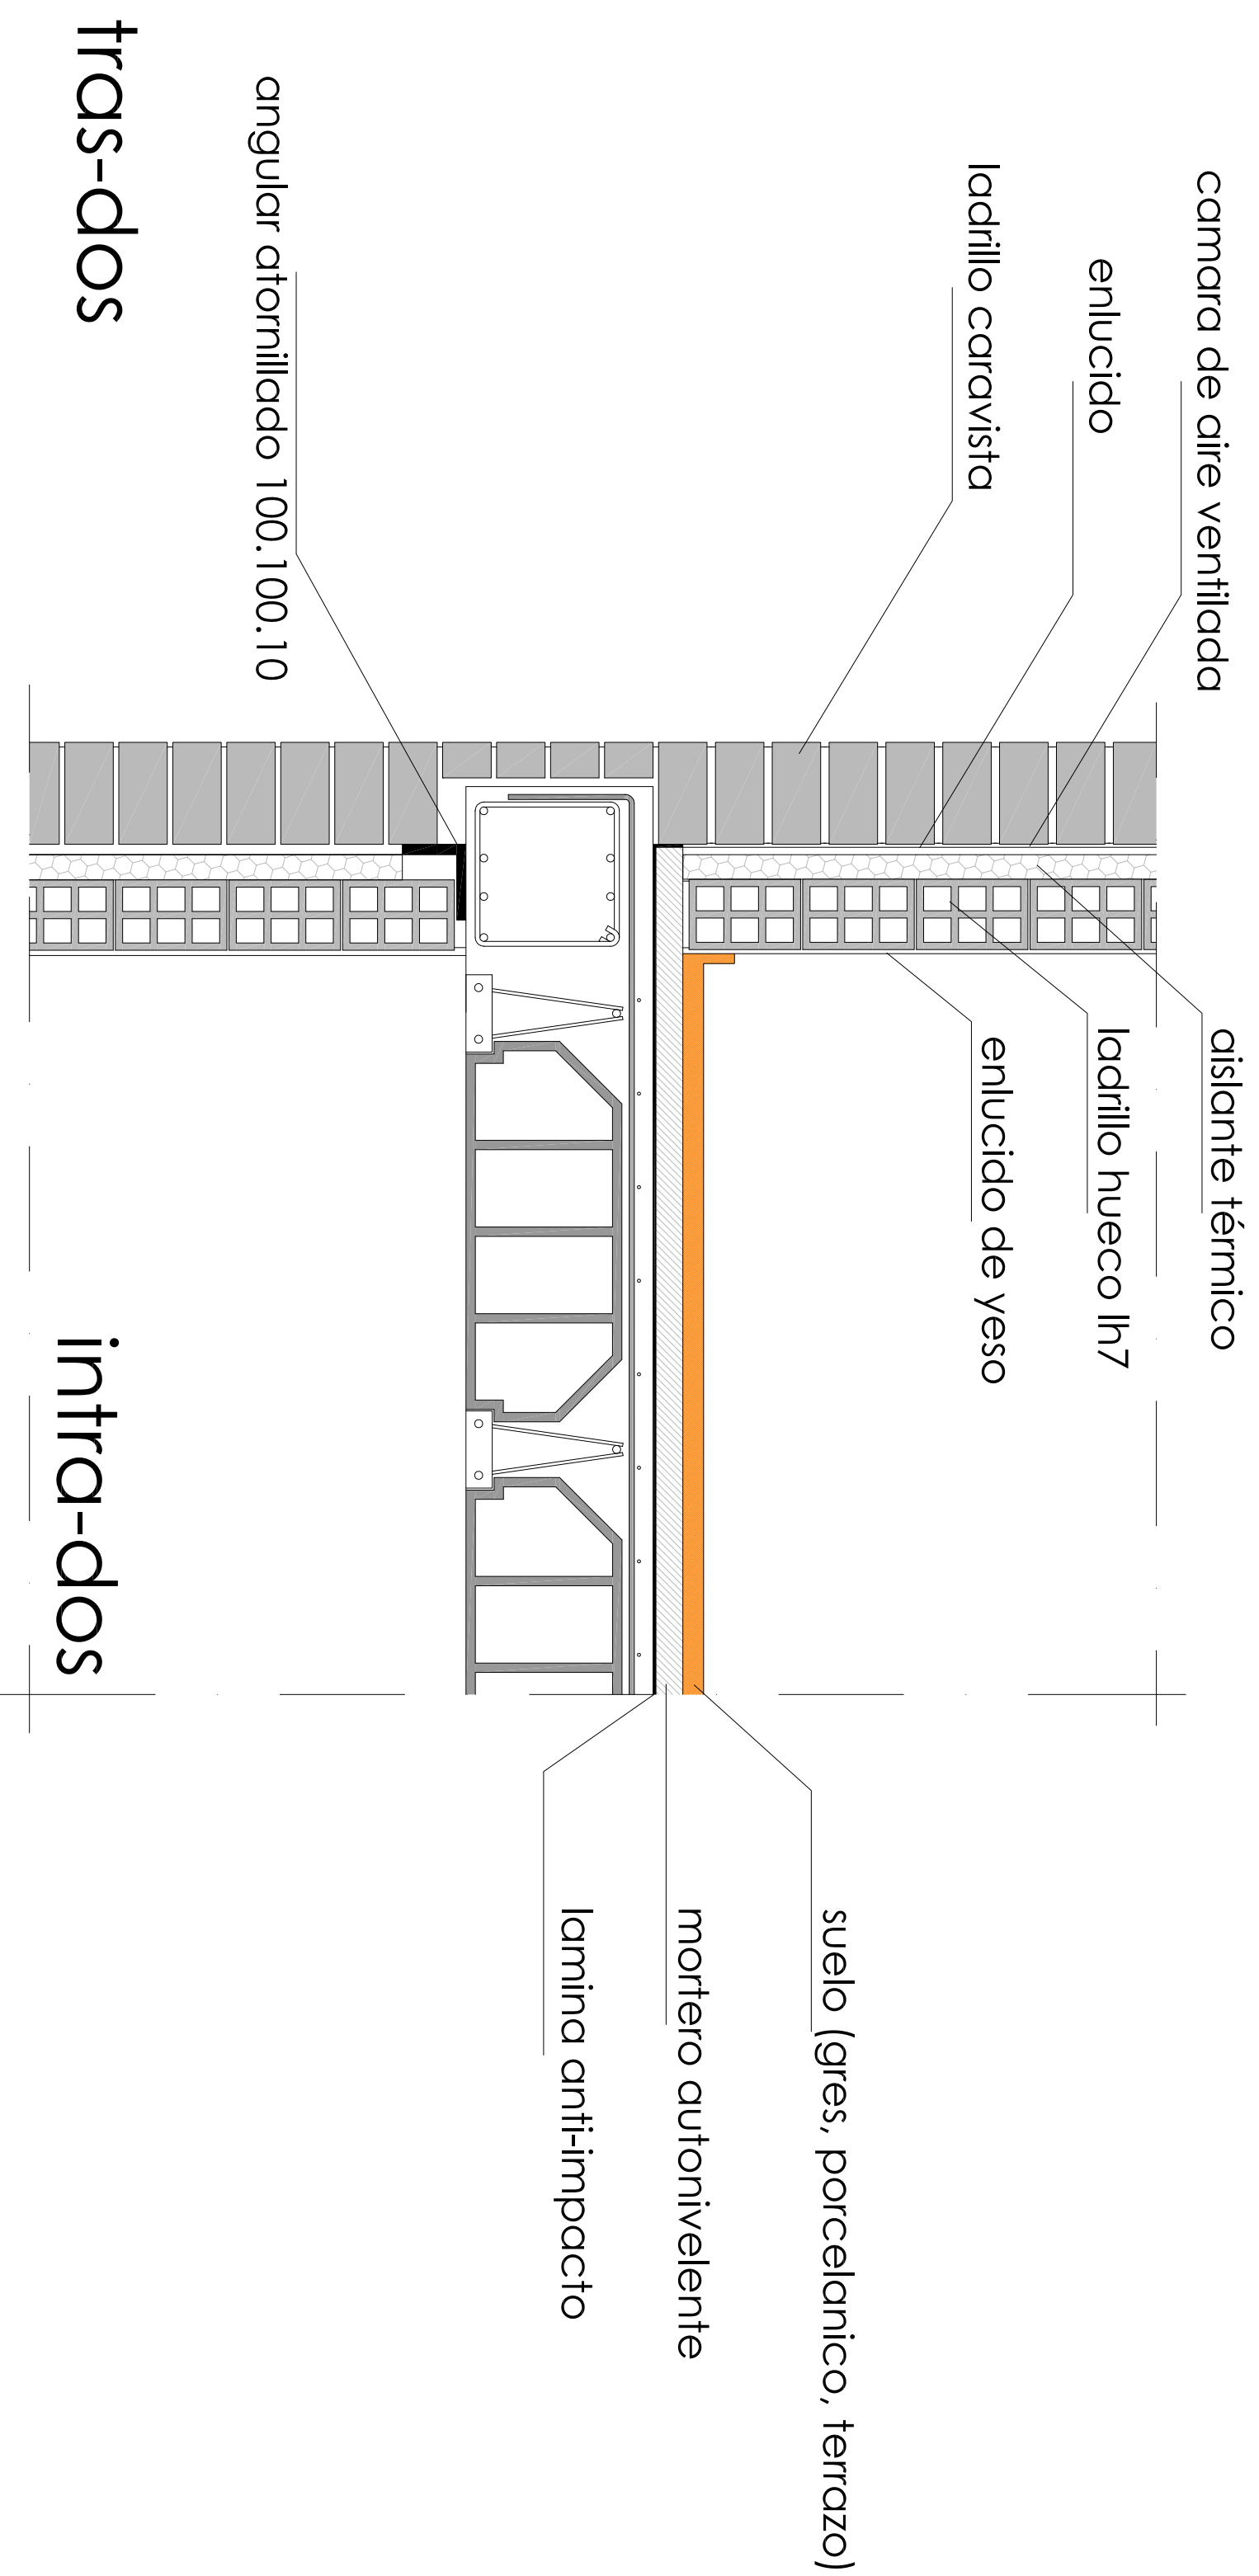 camara de aire ventilada
enlucido
ladrillo caravista
aislante térmico
ladrillo hueco lh7
enlucido de yeso
suelo (gres, porcelanico, terrazo)
mortero autonivelente
lamina anti-impacto
angular atornillado 100.100.10
tras-dos
intra-dos